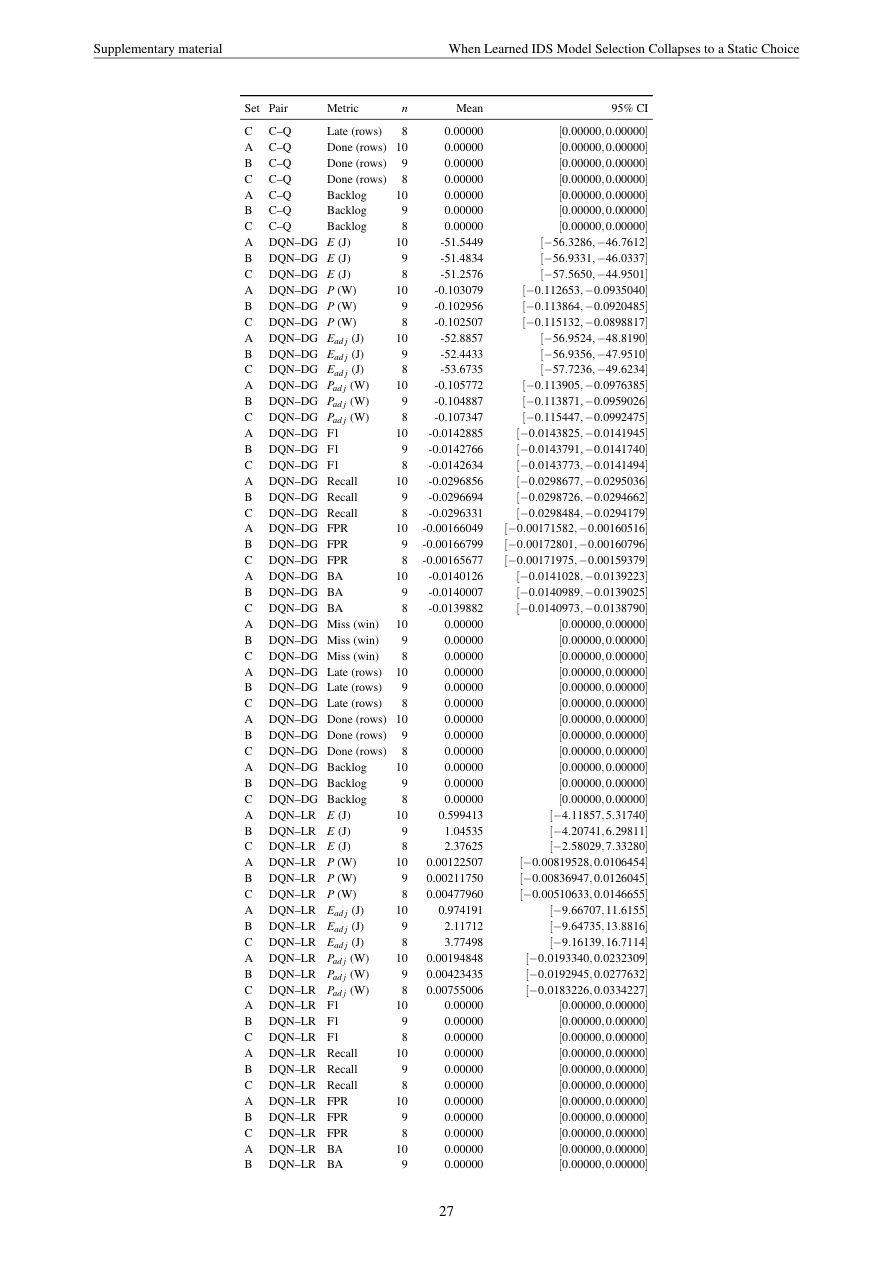 Supplementary material When Learned IDS Model Selection Collapses to a Static Choice
Set Pair Metric n Mean 95% CI
C C–Q Late (rows) 8 0.00000 [0.00000,0.00000]
A C–Q Done (rows) 10 0.00000 [0.00000,0.00000]
B C–Q Done (rows) 9 0.00000 [0.00000,0.00000]
C C–Q Done (rows) 8 0.00000 [0.00000,0.00000]
A C–Q Backlog 10 0.00000 [0.00000,0.00000]
B C–Q Backlog 9 0.00000 [0.00000,0.00000]
C C–Q Backlog 8 0.00000 [0.00000,0.00000]
A DQN–DG E (J) 10 -51.5449 [−56.3286,−46.7612]
B DQN–DG E (J) 9 -51.4834 [−56.9331,−46.0337]
C DQN–DG E (J) 8 -51.2576 [−57.5650,−44.9501]
A DQN–DG P (W) 10 -0.103079 [−0.112653,−0.0935040]
B DQN–DG P (W) 9 -0.102956 [−0.113864,−0.0920485]
C DQN–DG P (W) 8 -0.102507 [−0.115132,−0.0898817]
A DQN–DG Eadj (J) 10 -52.8857 [−56.9524,−48.8190]
B DQN–DG Eadj (J) 9 -52.4433 [−56.9356,−47.9510]
C DQN–DG Eadj (J) 8 -53.6735 [−57.7236,−49.6234]
A DQN–DG Padj (W) 10 -0.105772 [−0.113905,−0.0976385]
B DQN–DG Padj (W) 9 -0.104887 [−0.113871,−0.0959026]
C DQN–DG Padj (W) 8 -0.107347 [−0.115447,−0.0992475]
A DQN–DG F1 10 -0.0142885 [−0.0143825,−0.0141945]
B DQN–DG F1 9 -0.0142766 [−0.0143791,−0.0141740]
C DQN–DG F1 8 -0.0142634 [−0.0143773,−0.0141494]
A DQN–DG Recall 10 -0.0296856 [−0.0298677,−0.0295036]
B DQN–DG Recall 9 -0.0296694 [−0.0298726,−0.0294662]
C DQN–DG Recall 8 -0.0296331 [−0.0298484,−0.0294179]
A DQN–DG FPR 10 -0.00166049 [−0.00171582,−0.00160516]
B DQN–DG FPR 9 -0.00166799 [−0.00172801,−0.00160796]
C DQN–DG FPR 8 -0.00165677 [−0.00171975,−0.00159379]
A DQN–DG BA 10 -0.0140126 [−0.0141028,−0.0139223]
B DQN–DG BA 9 -0.0140007 [−0.0140989,−0.0139025]
C DQN–DG BA 8 -0.0139882 [−0.0140973,−0.0138790]
A DQN–DG Miss (win) 10 0.00000 [0.00000,0.00000]
B DQN–DG Miss (win) 9 0.00000 [0.00000,0.00000]
C DQN–DG Miss (win) 8 0.00000 [0.00000,0.00000]
A DQN–DG Late (rows) 10 0.00000 [0.00000,0.00000]
B DQN–DG Late (rows) 9 0.00000 [0.00000,0.00000]
C DQN–DG Late (rows) 8 0.00000 [0.00000,0.00000]
A DQN–DG Done (rows) 10 0.00000 [0.00000,0.00000]
B DQN–DG Done (rows) 9 0.00000 [0.00000,0.00000]
C DQN–DG Done (rows) 8 0.00000 [0.00000,0.00000]
A DQN–DG Backlog 10 0.00000 [0.00000,0.00000]
B DQN–DG Backlog 9 0.00000 [0.00000,0.00000]
C DQN–DG Backlog 8 0.00000 [0.00000,0.00000]
A DQN–LR E (J) 10 0.599413 [−4.11857,5.31740]
B DQN–LR E (J) 9 1.04535 [−4.20741,6.29811]
C DQN–LR E (J) 8 2.37625 [−2.58029,7.33280]
A DQN–LR P (W) 10 0.00122507 [−0.00819528,0.0106454]
B DQN–LR P (W) 9 0.00211750 [−0.00836947,0.0126045]
C DQN–LR P (W) 8 0.00477960 [−0.00510633,0.0146655]
A DQN–LR Eadj (J) 10 0.974191 [−9.66707,11.6155]
B DQN–LR Eadj (J) 9 2.11712 [−9.64735,13.8816]
C DQN–LR Eadj (J) 8 3.77498 [−9.16139,16.7114]
A DQN–LR Padj (W) 10 0.00194848 [−0.0193340,0.0232309]
B DQN–LR Padj (W) 9 0.00423435 [−0.0192945,0.0277632]
C DQN–LR Padj (W) 8 0.00755006 [−0.0183226,0.0334227]
A DQN–LR F1 10 0.00000 [0.00000,0.00000]
B DQN–LR F1 9 0.00000 [0.00000,0.00000]
C DQN–LR F1 8 0.00000 [0.00000,0.00000]
A DQN–LR Recall 10 0.00000 [0.00000,0.00000]
B DQN–LR Recall 9 0.00000 [0.00000,0.00000]
C DQN–LR Recall 8 0.00000 [0.00000,0.00000]
A DQN–LR FPR 10 0.00000 [0.00000,0.00000]
B DQN–LR FPR 9 0.00000 [0.00000,0.00000]
C DQN–LR FPR 8 0.00000 [0.00000,0.00000]
A DQN–LR BA 10 0.00000 [0.00000,0.00000]
B DQN–LR BA 9 0.00000 [0.00000,0.00000]
27